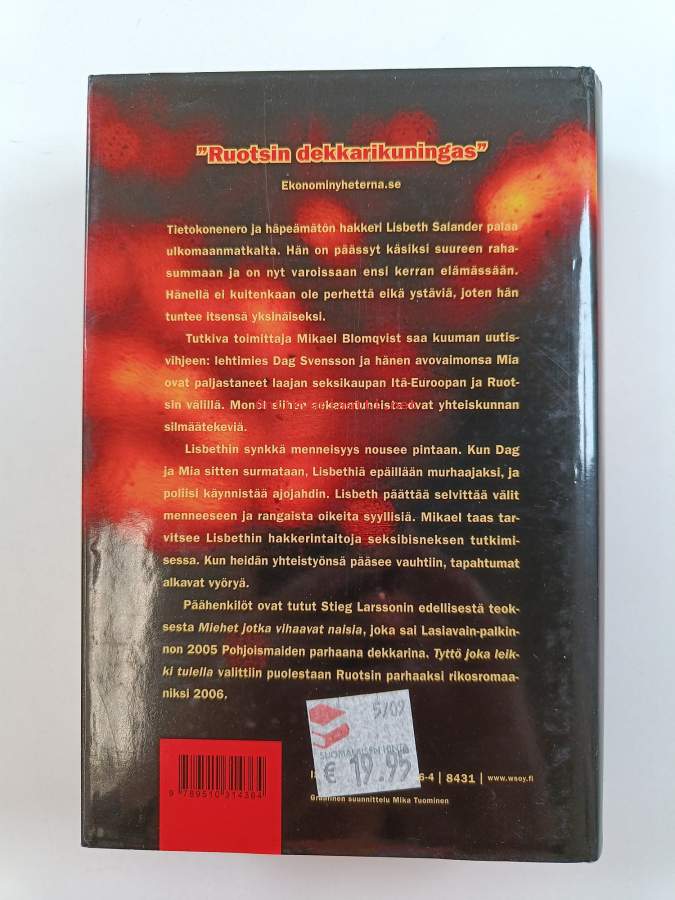 ”Ruotsin dekkarikuningas”
Ekonominyheterna.se
Tietokonenero ja häpeämätön hakkeri Lisbeth Salander palaa
ulkomaanmatkalta. Hän on päässyt käsiksi suureen raha-
summaan ja on nyt varoissaan ensi kerran elämässään.
Hänellä ei kuitenkaan ole perhettä eikä ystäviä, joten hän
tuntee itsensä yksinäiseksi.
Tutkiva toimittaja Mikael Blomqvist saa kuuman uutis-
vihjeen: lehtimies Dag Svensson ja hänen avovaimonsa Mia
ovat paljastaneet laajan seksikaupan Itä-Euroopan ja Ruot-
sin välillä. Monet siihen sekaantuneista ovat yhteiskunnan
silmäätekeviä.
Lisbethin synkkä menneisyys nousee pintaan. Kun Dag
ja Mia sitten surmataan, Lisbethiä epäillään murhaajaksi, ja
poliisi käynnistää ajojahdin. Lisbeth päättää selvittää välit
menneeseen ja rangaista oikeita syyllisiä. Mikael taas tar-
vitsee Lisbethin hakkerintaitoja seksibisneksen tutkimi-
sessa. Kun heidän yhteistyönsä pääsee vauhtiin, tapahtumat
alkavat vyöryä.
Päähenkilöt ovat tutut Stieg Larssonin edellisestä teok-
sesta Miehet jotka vihaavat naisia, joka sai Lasiavain-palkin-
non 2005 Pohjoismaiden parhaana dekkarina. Tyttö joka leik-
ki tulella valittiin puolestaan Ruotsin parhaaksi rikosromaa-
niksi 2006.
5/09
SUOMALAISEN HINTA
€ 19.95
6-4 | 8431 | www.wsoy.fi
Graafinen suunnittelu Mika Tuominen
9 789510 314364